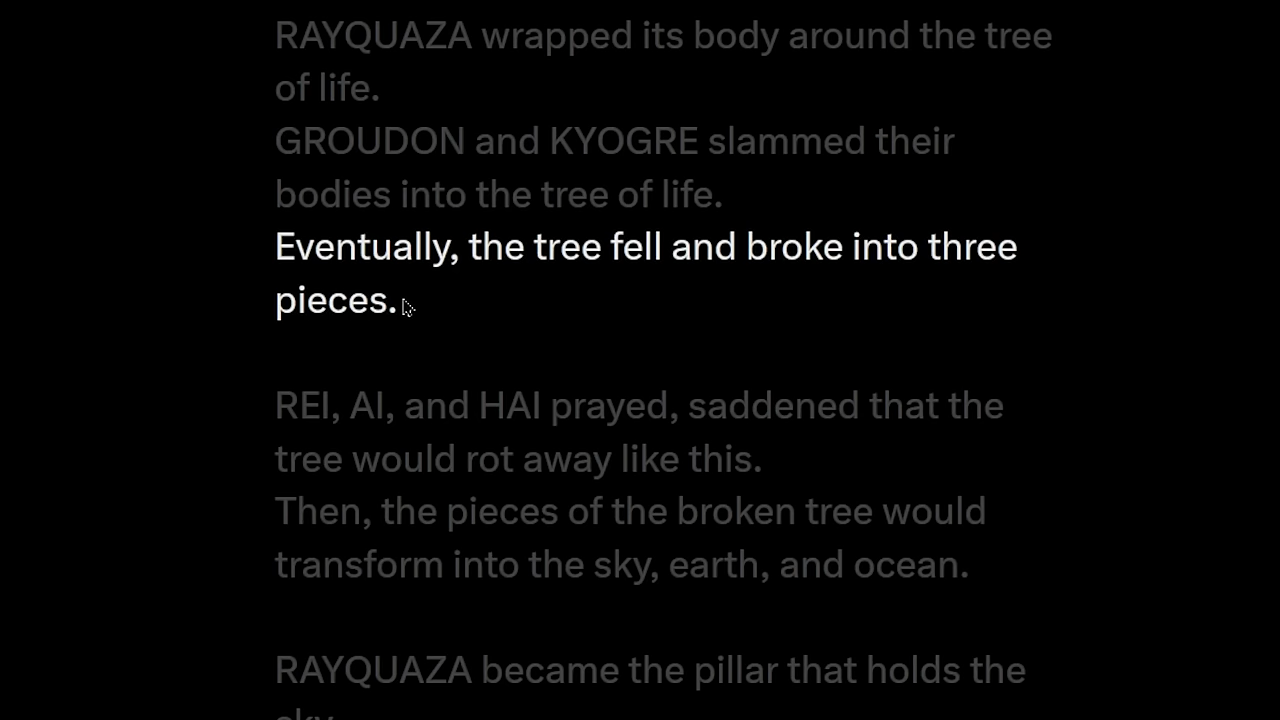 RAYQUAZA wrapped its body around the tree
of life.
GROUDON and KYOGRE slammed their
bodies into the tree of life.
Eventually, the tree fell and broke into three
pieces.
REI, AI, and HAI prayed, saddened that the
tree would rot away like this.
Then, the pieces of the broken tree would
transform into the sky, earth, and ocean.
RAYQUAZA became the pillar that holds the
sky